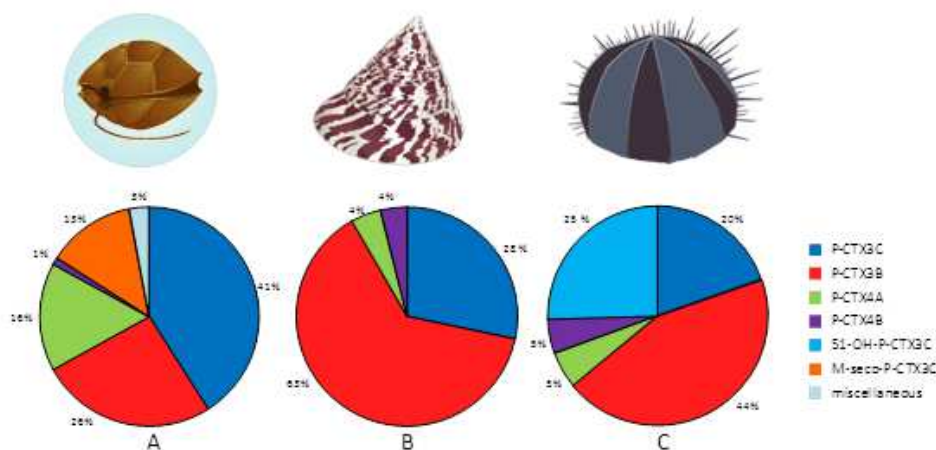 3%
13%
1%
16%
26%
41%
A
4%
4%
28%
63%
B
25 %
20%
5%
5%
44%
C
P-CTX3C
P-CTX3B
P-CTX4A
P-CTX4B
51-OH-P-CTX3C
M-seco-P-CTX3C
miscellaneous